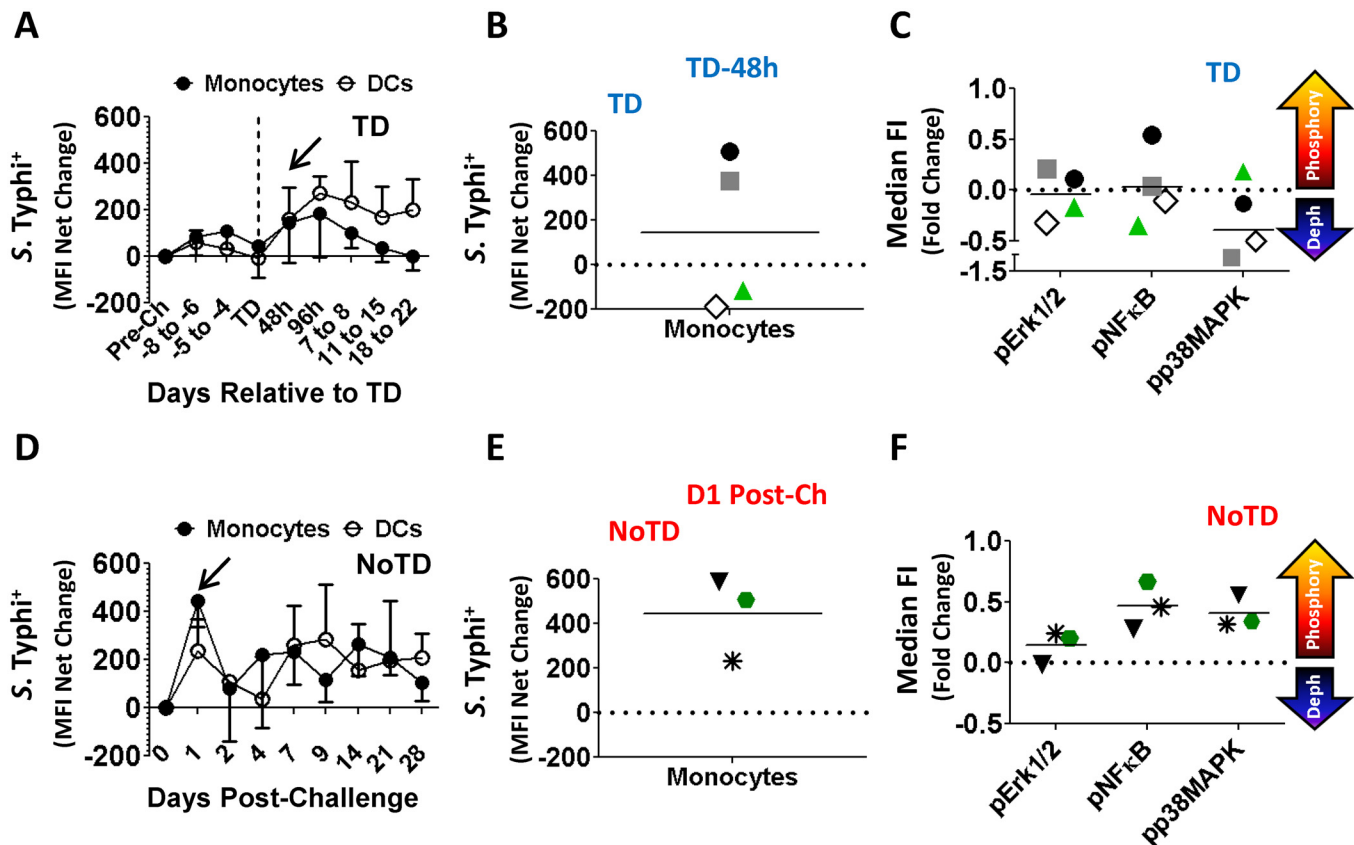 A
Monocytes DCs
TD
S. Typhi+
(MFI Net Change)
600
400
200
0
-200
Pre-Ch
-8 to -6
-5 to -4
TD
48h
96h
7 to 8
11 to 15
18 to 22
Days Relative to TD
B
TD-48h
TD
S. Typhi+
(MFI Net Change)
600
400
200
0
-200
Monocytes
C
TD
Median FI
(Fold Change)
1.0
0.5
0.0
-0.5
-1.5
pErk1/2
pNFκB
pp38MAPK
Phosphory
Deph
D
Monocytes DCs
NoTD
S. Typhi+
(MFI Net Change)
600
400
200
0
-200
0
1
2
4
7
9
14
21
28
Days Post-Challenge
E
D1 Post-Ch
NoTD
S. Typhi+
(MFI Net Change)
600
400
200
0
-200
Monocytes
F
NoTD
Median FI
(Fold Change)
1.0
0.5
0.0
-0.5
pErk1/2
pNFκB
pp38MAPK
Phosphory
Deph